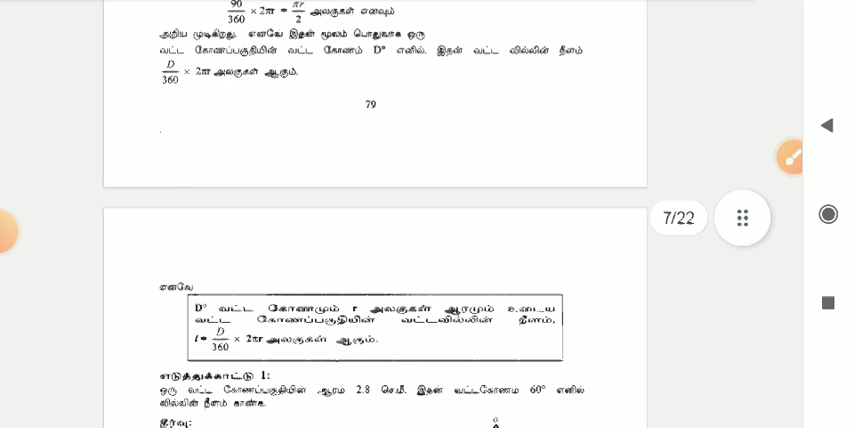 90/360 × 2πr = πr/2 அலகுகள் எனவும்
அறிய முடிகிறது. எனவே இதன் மூலம் பொதுவாக ஒரு
வட்ட கோணப்பகுதியின் வட்ட கோணம் D° எனில். இதன் வட்ட வில்லின் நீளம்
D/360 × 2πr அலகுகள் ஆகும்.
79
7/22
எனவே
D° வட்ட கோணமும் r அலகுகள் ஆரமும் உடைய
வட்ட கோணப்பகுதியின் வட்டவில்லின் நீளம்,
l = D/360 × 2πr அலகுகள் ஆகும்.
எடுத்துக்காட்டு 1:
ஒரு வட்ட கோணப்பகுதியின் ஆரம் 2.8 செ.மீ. இதன் வட்டகோணம் 60° எனில்
வில்லின் நீளம் காண்க.
தீர்வு: